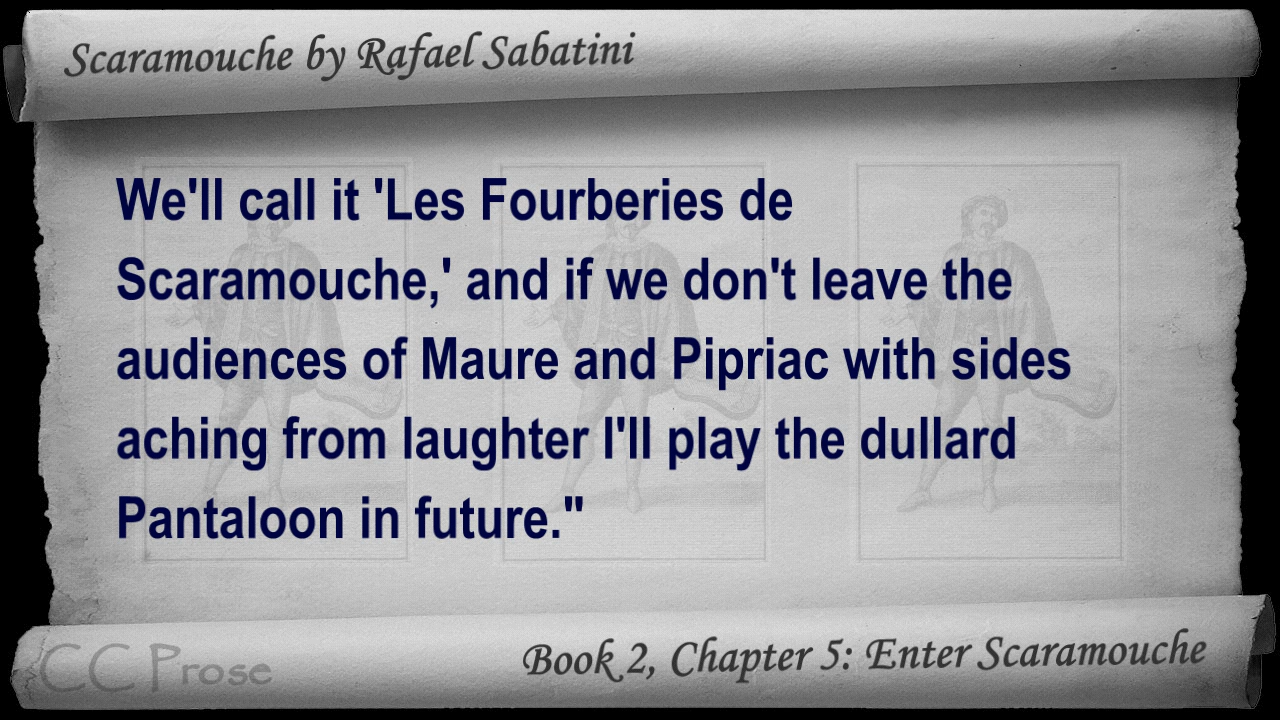 Scaramouche by Rafael Sabatini
We'll call it 'Les Fourberies de
Scaramouche,' and if we don't leave the
audiences of Maure and Pipriac with sides
aching from laughter I'll play the dullard
Pantaloon in future."
CC Prose
Book 2, Chapter 5: Enter Scaramouche